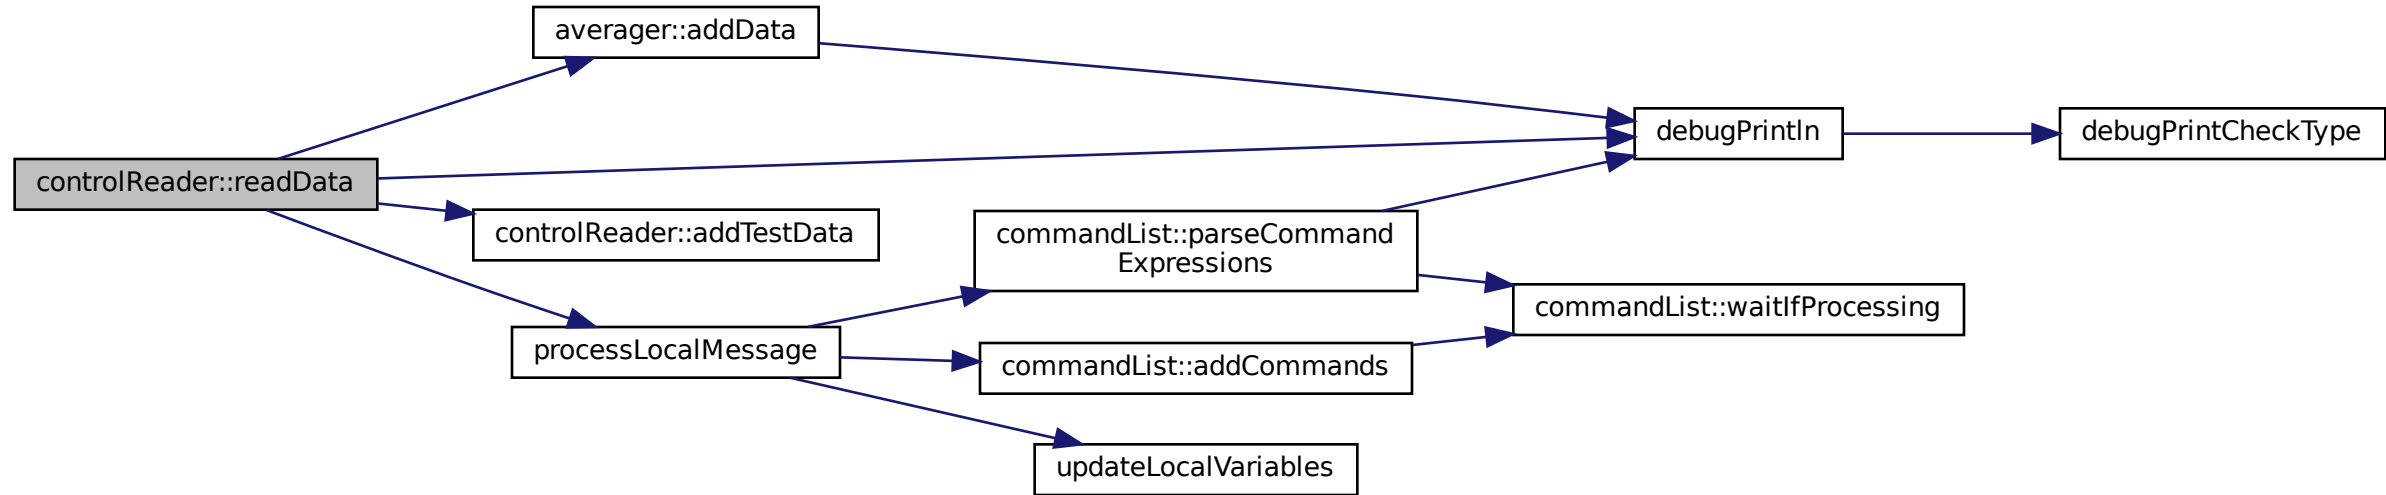 averager::addData
debugPrintln
debugPrintCheckType
controlReader::readData
controlReader::addTestData
commandList::parseCommand
Expressions
commandList::waitIfProcessing
processLocalMessage
commandList::addCommands
updateLocalVariables